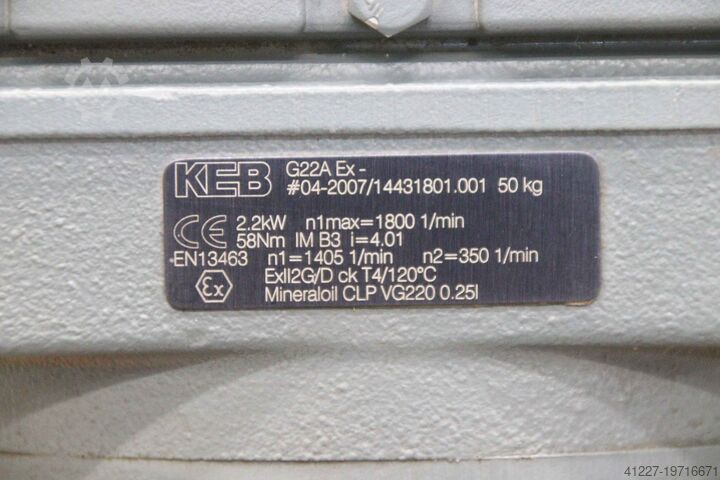 KEB G22A Ex -
#04-2007/14431801.001 50 kg
CE 2.2kW n1max=1800 1/min
58Nm IM B3 i=4.01
EN13463 n1=1405 1/min n2=350 1/min
ExII2G/D ck T4/120°C
Ex Mineraloil CLP VG220 0.25l
41227-19716671